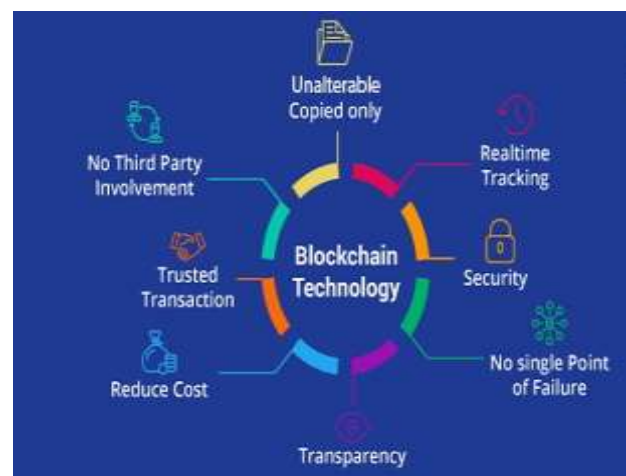 Unalterable
Copied only
Realtime
Tracking
No Third Party
Involvement
Blockchain
Technology
Trusted
Transaction
Security
No single Point
of Failure
Reduce Cost
Transparency